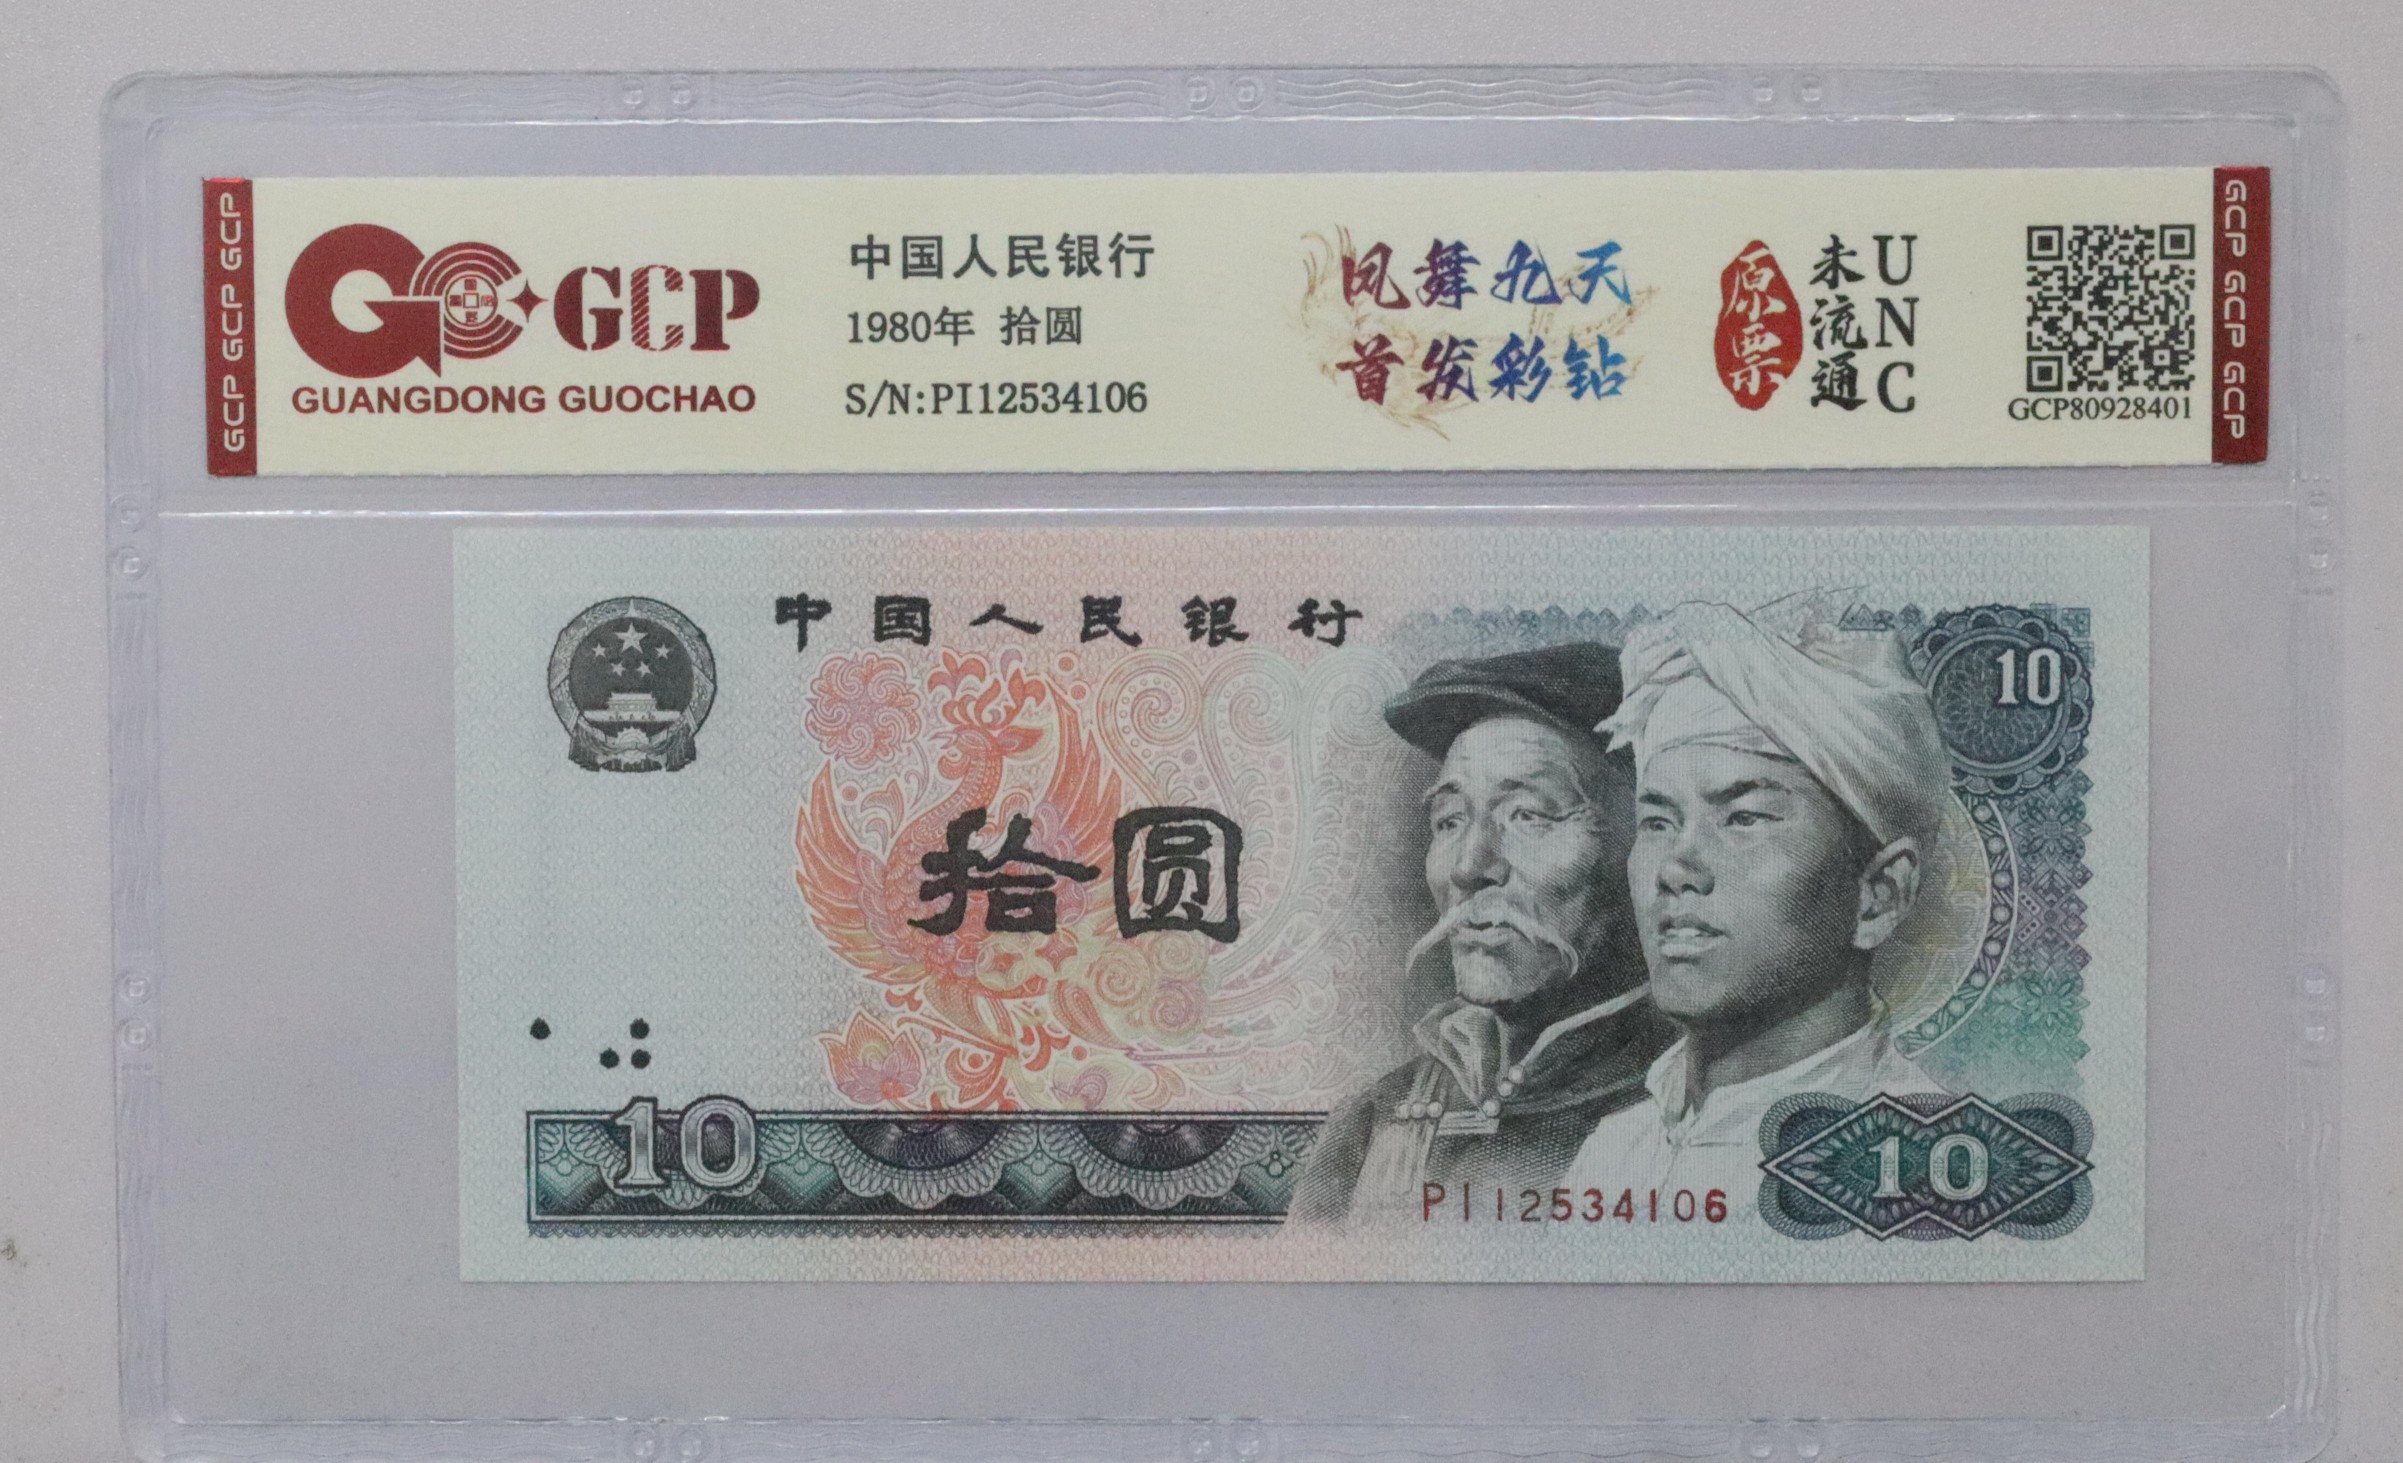 GCP GCP GCP
GCP
GUANGDONG GUOCHAO
中国人民银行
1980年 拾圆
S/N:PI12534106
凤舞九天
首发彩钻
原票
未流通
UNC
GCP80928401
GCP GCP GCP
中国人民银行
10
拾圆
10
PI12534106
10